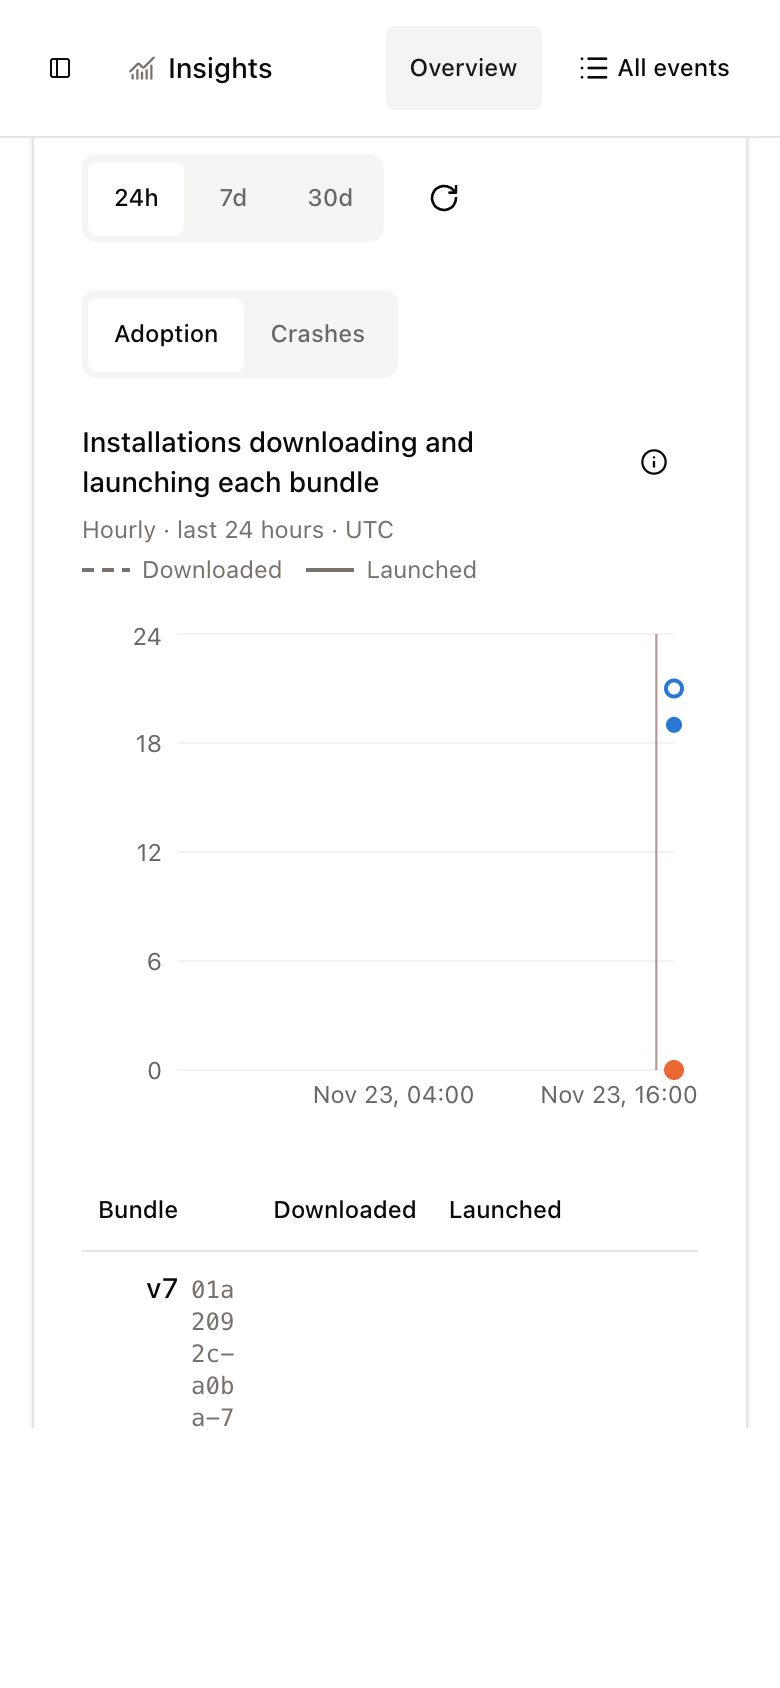 Insights
Overview
All events
24h
7d
30d
Adoption
Crashes
Installations downloading and
launching each bundle
Hourly · last 24 hours · UTC
Downloaded
Launched
24
18
12
6
0
Nov 23, 04:00
Nov 23, 16:00
Bundle
Downloaded
Launched
v7
01a
209
2c-
a0b
a-7